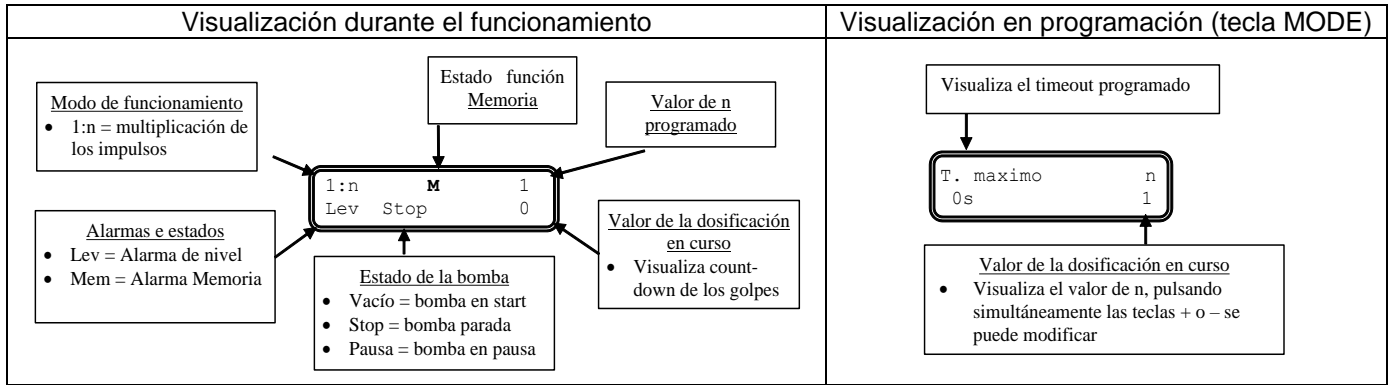 Visualización durante el funcionamiento
Visualización en programación (tecla MODE)
Estado función
Memoria
Modo de funcionamiento
• 1:n = multiplicación de
los impulsos
Valor de n
programado
1:n M 1
Lev Stop 0
Alarmas e estados
• Lev = Alarma de nivel
• Mem = Alarma Memoria
Estado de la bomba
• Vacío = bomba en start
• Stop = bomba parada
• Pausa = bomba en pausa
Valor de la dosificación
en curso
• Visualiza count-
down de los golpes
Visualiza el timeout programado
T. maximo n
0s 1
Valor de la dosificación en curso
• Visualiza el valor de n, pulsando
simultáneamente las teclas + o – se
puede modificar